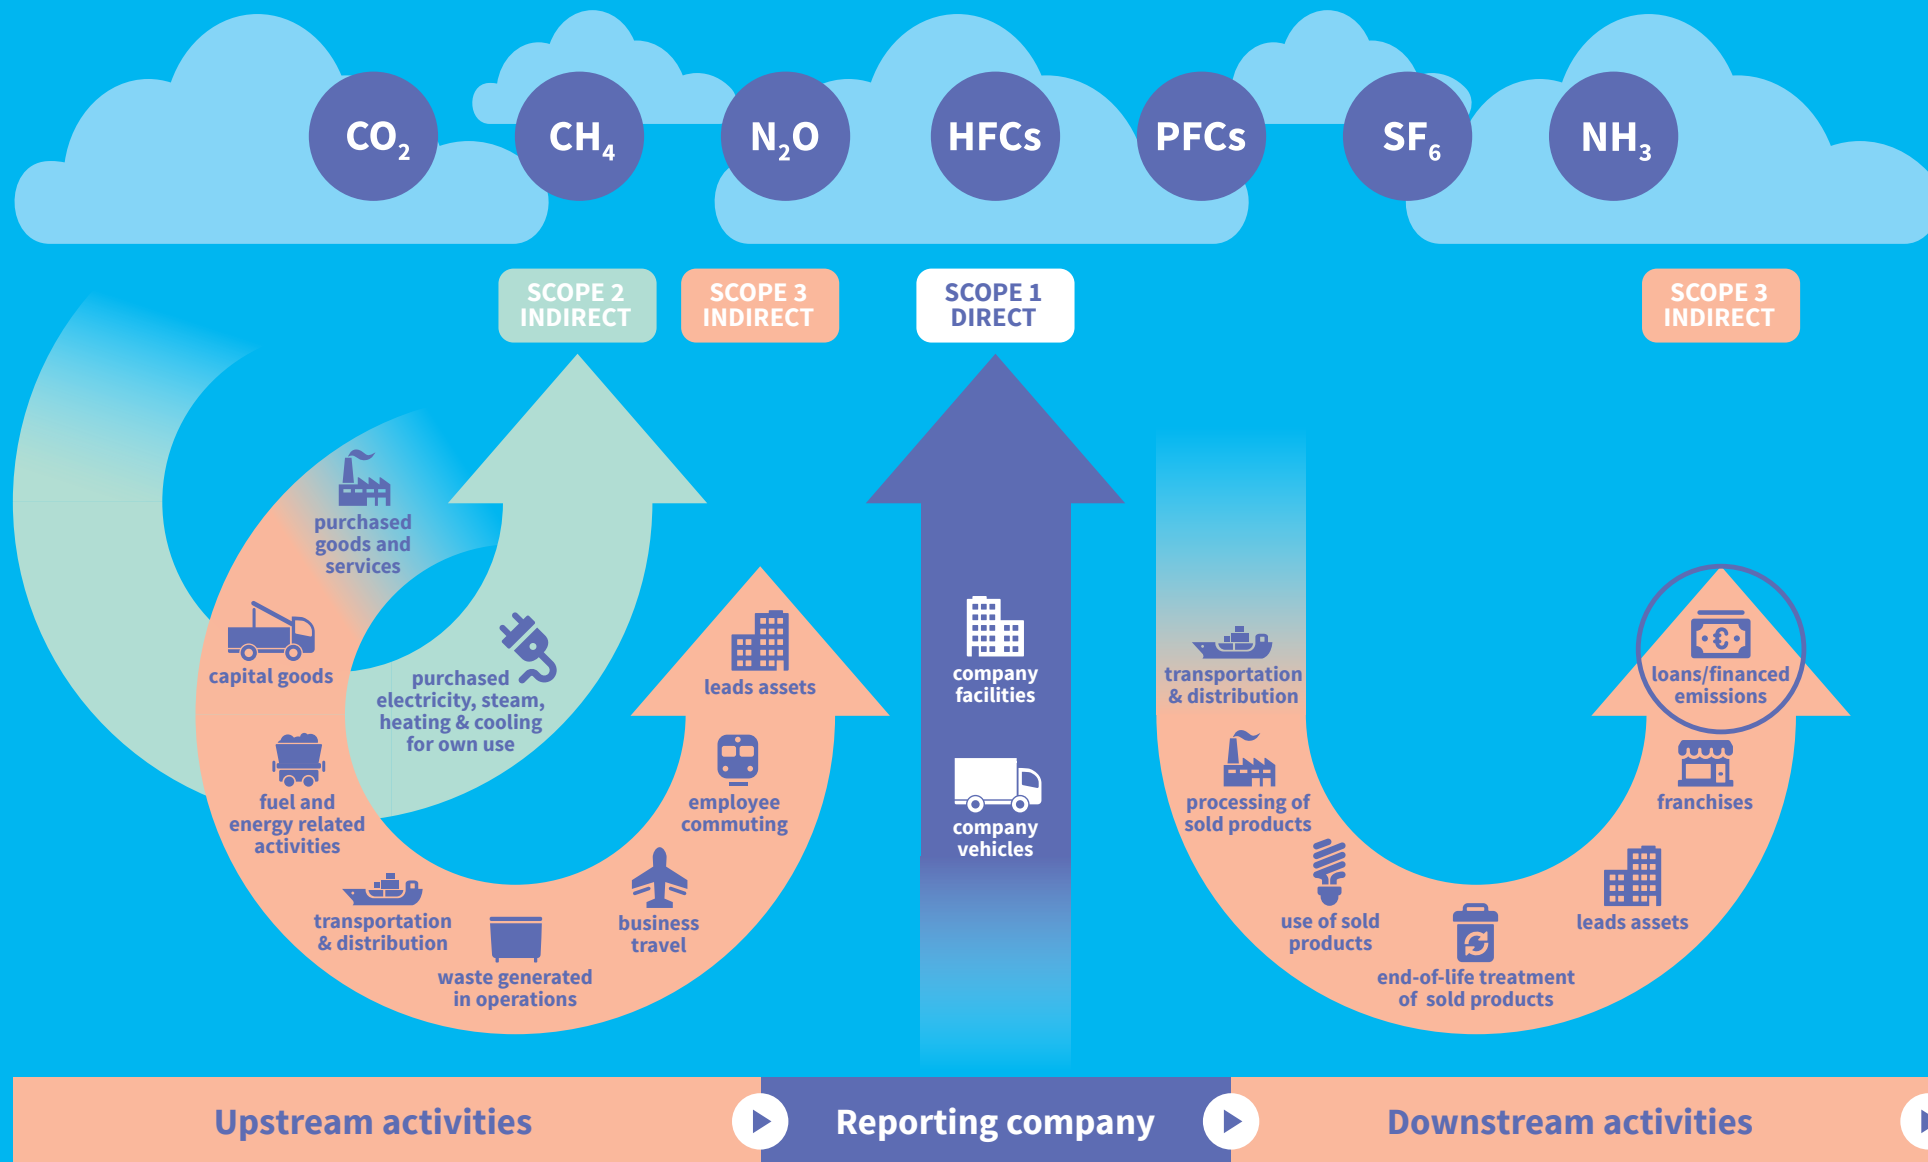 CO2
CH4
N2O
HFCs
PFCs
SF6
NH3
SCOPE 2
INDIRECT
SCOPE 3
INDIRECT
SCOPE 1
DIRECT
SCOPE 3
INDIRECT
purchased
goods and
services
capital goods
fuel and
energy related
activities
transportation
& distribution
waste generated
in operations
business
travel
employee
commuting
leads assets
purchased
electricity, steam,
heating & cooling
for own use
company
facilities
company
vehicles
transportation
& distribution
processing of
sold products
use of sold
products
end-of-life treatment
of sold products
leads assets
franchises
€
loans/financed
emissions
Upstream activities
Reporting company
Downstream activities